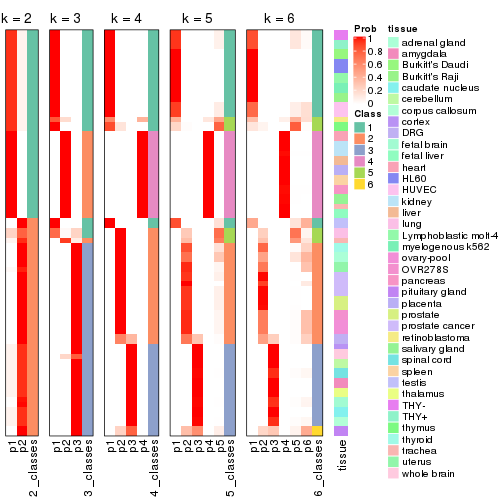 k = 2 k = 3 k = 4 k = 5 k = 6
p1
p2
2_classes
p1
p2
p3
3_classes
p1
p2
p3
p4
4_classes
p1
p2
p3
p4
p5
5_classes
p1
p2
p3
p4
p5
p6
6_classes
tissue
Prob
1
0.8
0.6
0.4
0.2
0
Class
1
2
3
4
5
6
tissue
adrenal gland
amygdala
Burkitt's Daudi
Burkitt's Raji
caudate nucleus
cerebellum
corpus callosum
cortex
DRG
fetal brain
fetal liver
heart
HL60
HUVEC
kidney
liver
lung
Lymphoblastic molt-4
myelogenous k562
ovary-pool
OVR278S
pancreas
pituitary gland
placenta
prostate
prostate cancer
retinoblastoma
salivary gland
spinal cord
spleen
testis
thalamus
THY-
THY+
thymus
thyroid
trachea
uterus
whole brain